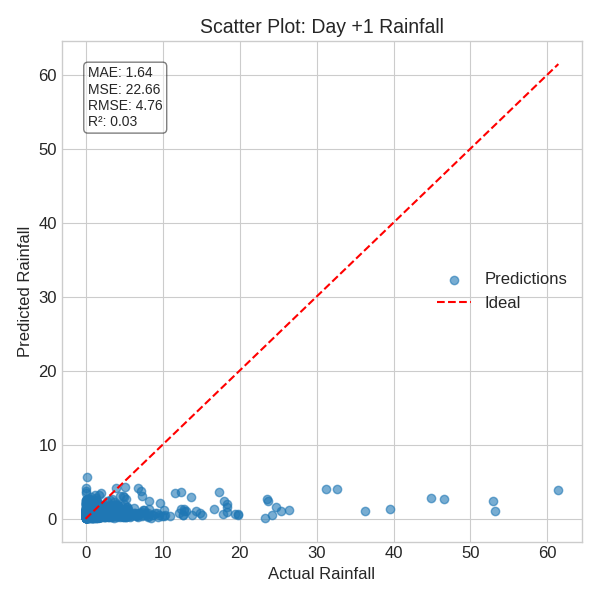 Scatter Plot: Day +1 Rainfall
MAE: 1.64
MSE: 22.66
RMSE: 4.76
R²: 0.03
Predicted Rainfall
60
50
40
30
20
10
0
Predictions
Ideal
0 10 20 30 40 50 60
Actual Rainfall